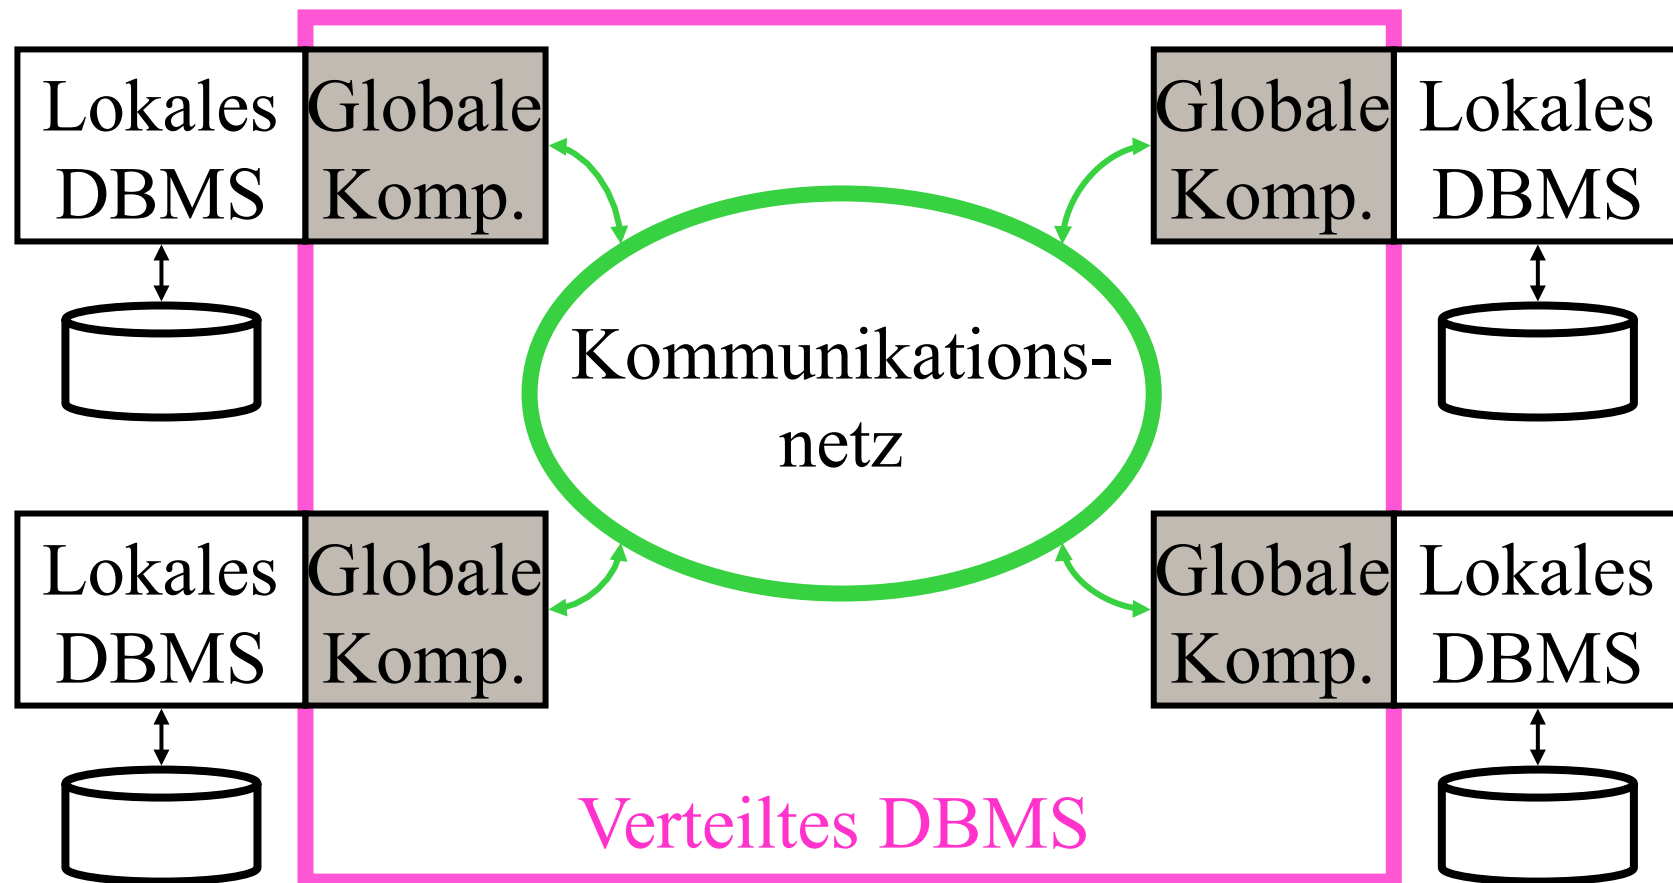 Lokales
DBMS
Globale
Komp.
Globale
Komp.
Lokales
DBMS
Kommunikations-
netz
Lokales
DBMS
Globale
Komp.
Globale
Komp.
Lokales
DBMS
Verteiltes DBMS